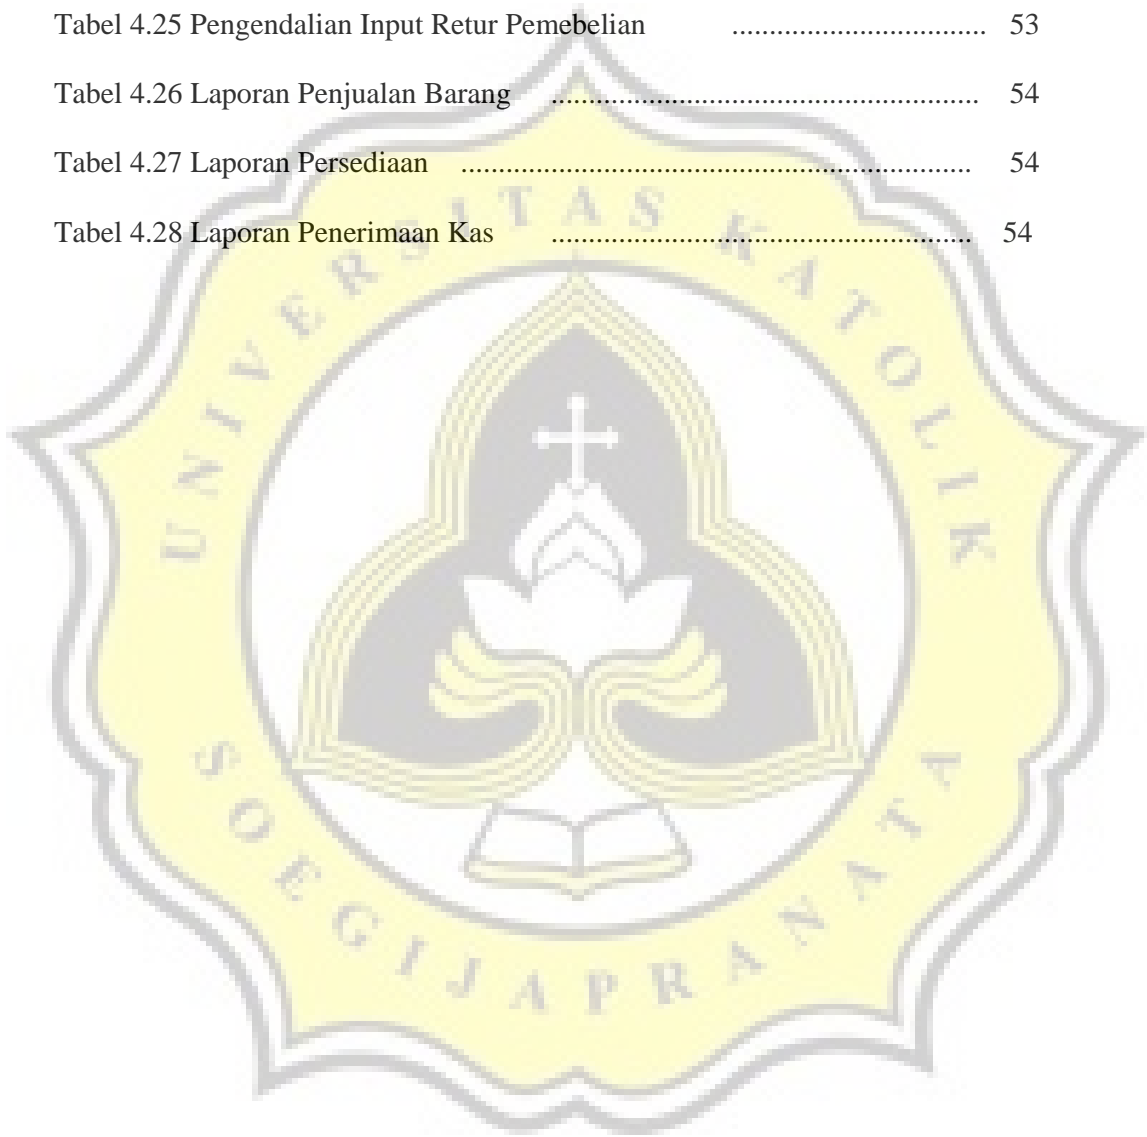 Tabel 4.25 Pengendalian Input Retur Pemebelian .................................. 53
Tabel 4.26 Laporan Penjualan Barang ......................................................... 54
Tabel 4.27 Laporan Persediaan .................................................................... 54
Tabel 4.28 Laporan Penerimaan Kas ........................................................ 54
UNIVERSITAS KATOLIK
SOEGIJAPRANATA